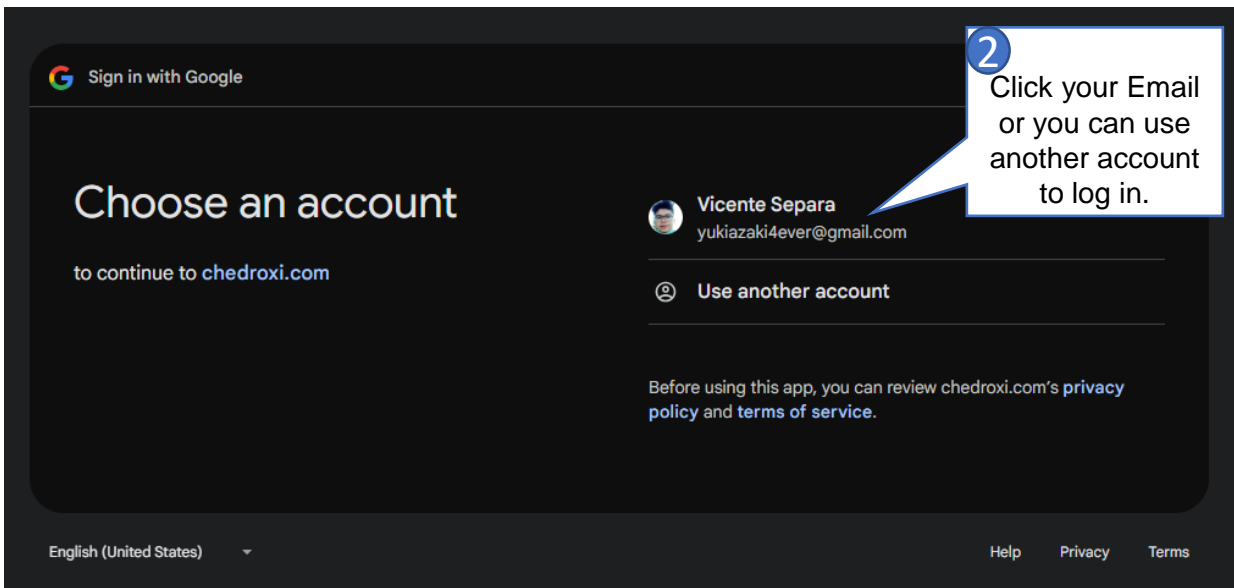 Sign in with Google
2
Click your Email
or you can use
another account
to log in.
Choose an account
to continue to chedroxi.com
Vicente Separa
yukiazaki4ever@gmail.com
Use another account
Before using this app, you can review chedroxi.com's privacy
policy and terms of service.
English (United States)
Help Privacy Terms